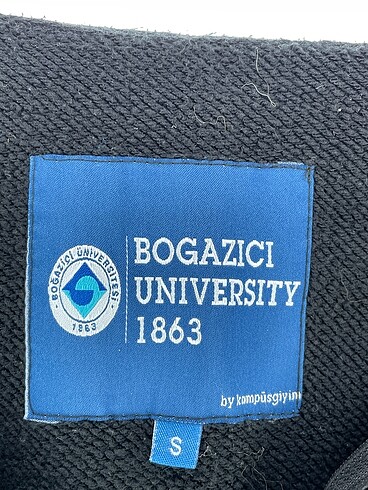 BOĞAZİÇİ ÜNİVERSİTESİ
1863
BOGAZICI
UNIVERSITY
1863
by kampüsgiyim
S